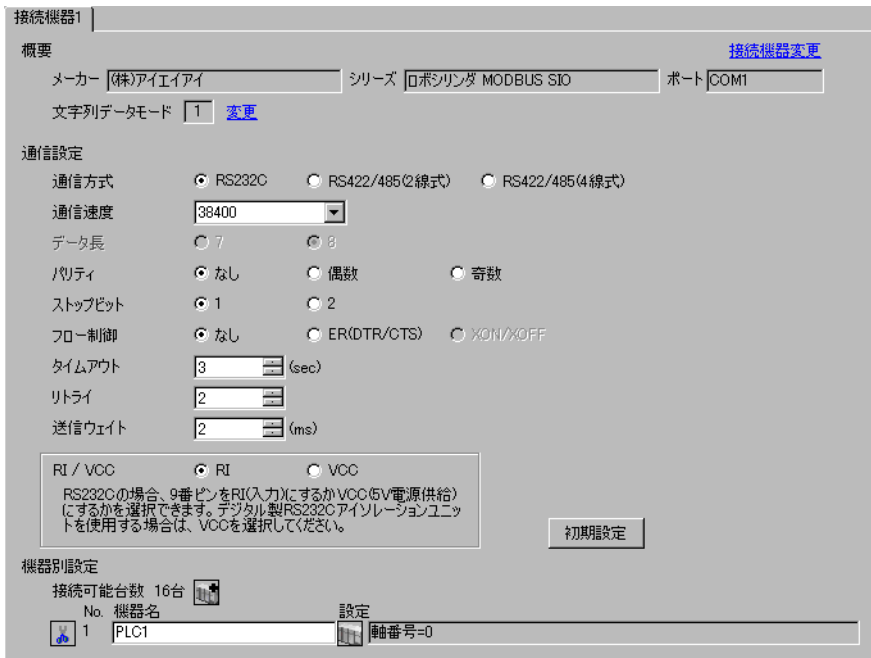 接続機器1
概要 接続機器変更
メーカー (株)アイエイアイ シリーズ ロボシリンダ MODBUS SIO ポート COM1
文字列データモード 1 変更
通信設定
通信方式 RS232C RS422/485(2線式) RS422/485(4線式)
通信速度 38400
データ長 7 8
パリティ なし 偶数 奇数
ストップビット 1 2
フロー制御 なし ER(DTR/CTS) XON/XOFF
タイムアウト 3 (sec)
リトライ 2
送信ウェイト 2 (ms)
RI / VCC RI VCC
RS232Cの場合、9番ピンをRI(入力)にするかVCC(5V電源供給)
にするかを選択できます。デジタル製RS232Cアイソレーションユニッ
トを使用する場合は、VCCを選択してください。
初期設定
機器別設定
接続可能台数 16台
No. 機器名 設定
1 PLC1 軸番号=0